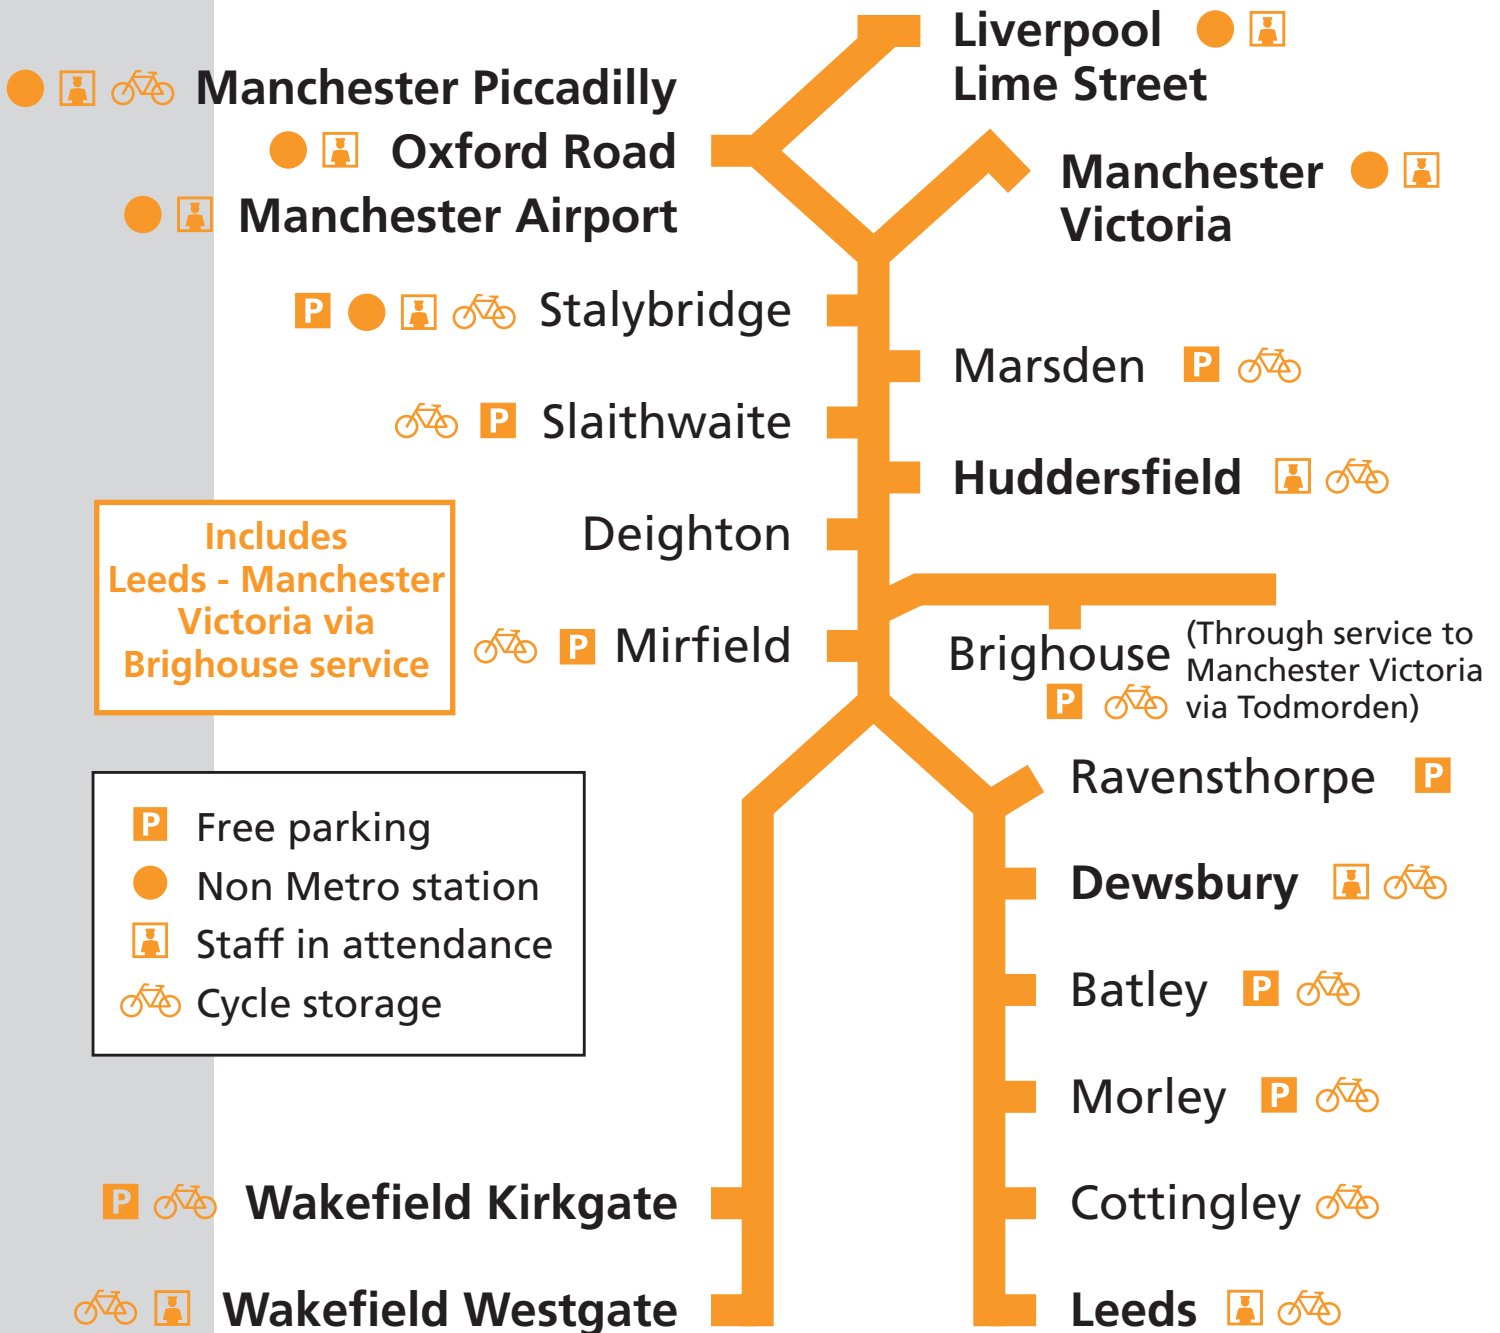 Liverpool
Lime Street
Manchester Piccadilly
Oxford Road
Manchester Airport
Manchester
Victoria
P Stalybridge
Marsden P
P Slaithwaite
Huddersfield
Deighton
Includes
Leeds - Manchester
Victoria via
Brighouse service
P Mirfield
Brighouse
P
(Through service to
Manchester Victoria
via Todmorden)
Ravensthorpe P
P Free parking
Non Metro station
Staff in attendance
Cycle storage
Dewsbury
Batley P
Morley P
P Wakefield Kirkgate
Cottingley
Wakefield Westgate
Leeds